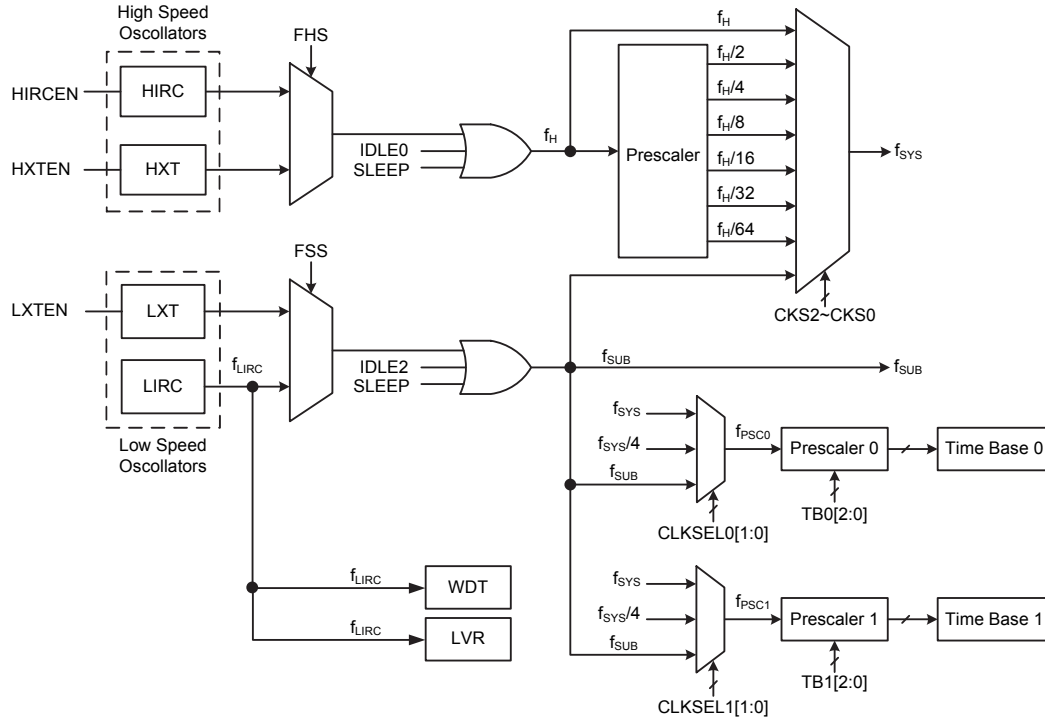 High Speed
Oscollators
FHS
HIRCEN
HIRC
HXTEN
HXT
IDLE0
SLEEP
fH
fH
Prescaler
fH/2
fH/4
fH/8
fH/16
fH/32
fH/64
fSYS
CKS2~CKS0
FSS
LXTEN
LXT
LIRC
fLIRC
Low Speed
Oscollators
IDLE2
SLEEP
fSUB
fSUB
fSYS
fSYS/4
fSUB
fPSC0
Prescaler 0
Time Base 0
TB0[2:0]
CLKSEL0[1:0]
fLIRC
WDT
fLIRC
LVR
fSYS
fSYS/4
fSUB
fPSC1
Prescaler 1
Time Base 1
TB1[2:0]
CLKSEL1[1:0]